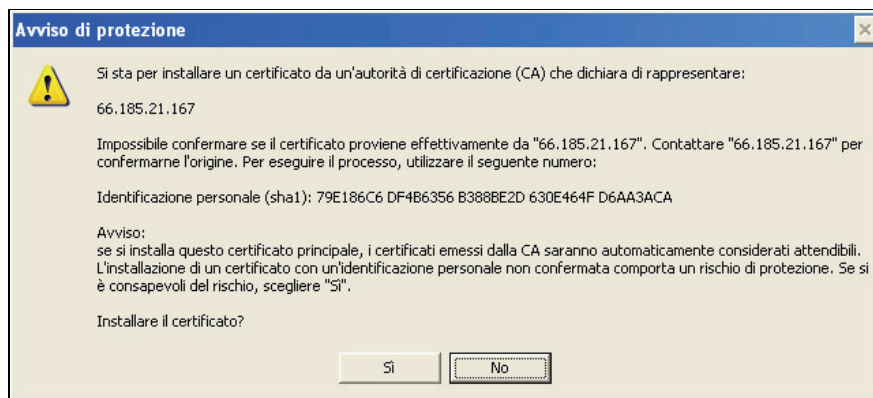 Avviso di protezione
Si sta per installare un certificato da un'autorità di certificazione (CA) che dichiara di rappresentare:
66.185.21.167
Impossibile confermare se il certificato proviene effettivamente da "66.185.21.167". Contattare "66.185.21.167" per
confermarne l'origine. Per eseguire il processo, utilizzare il seguente numero:
Identificazione personale (sha1): 79E186C6 DF4B6356 B388BE2D 630E464F D6AA3ACA
Avviso:
se si installa questo certificato principale, i certificati emessi dalla CA saranno automaticamente considerati attendibili.
L'installazione di un certificato con un'identificazione personale non confermata comporta un rischio di protezione. Se si
è consapevoli del rischio, scegliere "Sì".
Installare il certificato?
Sì
No